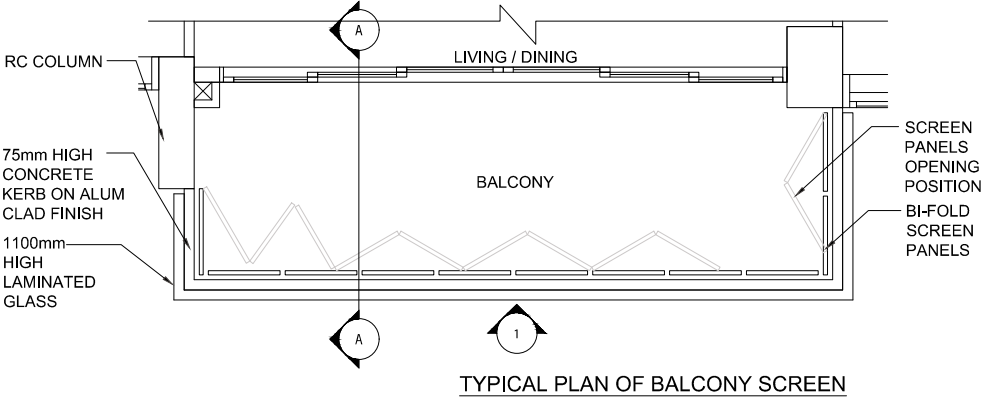 A
LIVING / DINING
RC COLUMN
75mm HIGH
CONCRETE
KERB ON ALUM
CLAD FINISH
1100mm
HIGH
LAMINATED
GLASS
BALCONY
SCREEN
PANELS
OPENING
POSITION
BI-FOLD
SCREEN
PANELS
A
1
TYPICAL PLAN OF BALCONY SCREEN